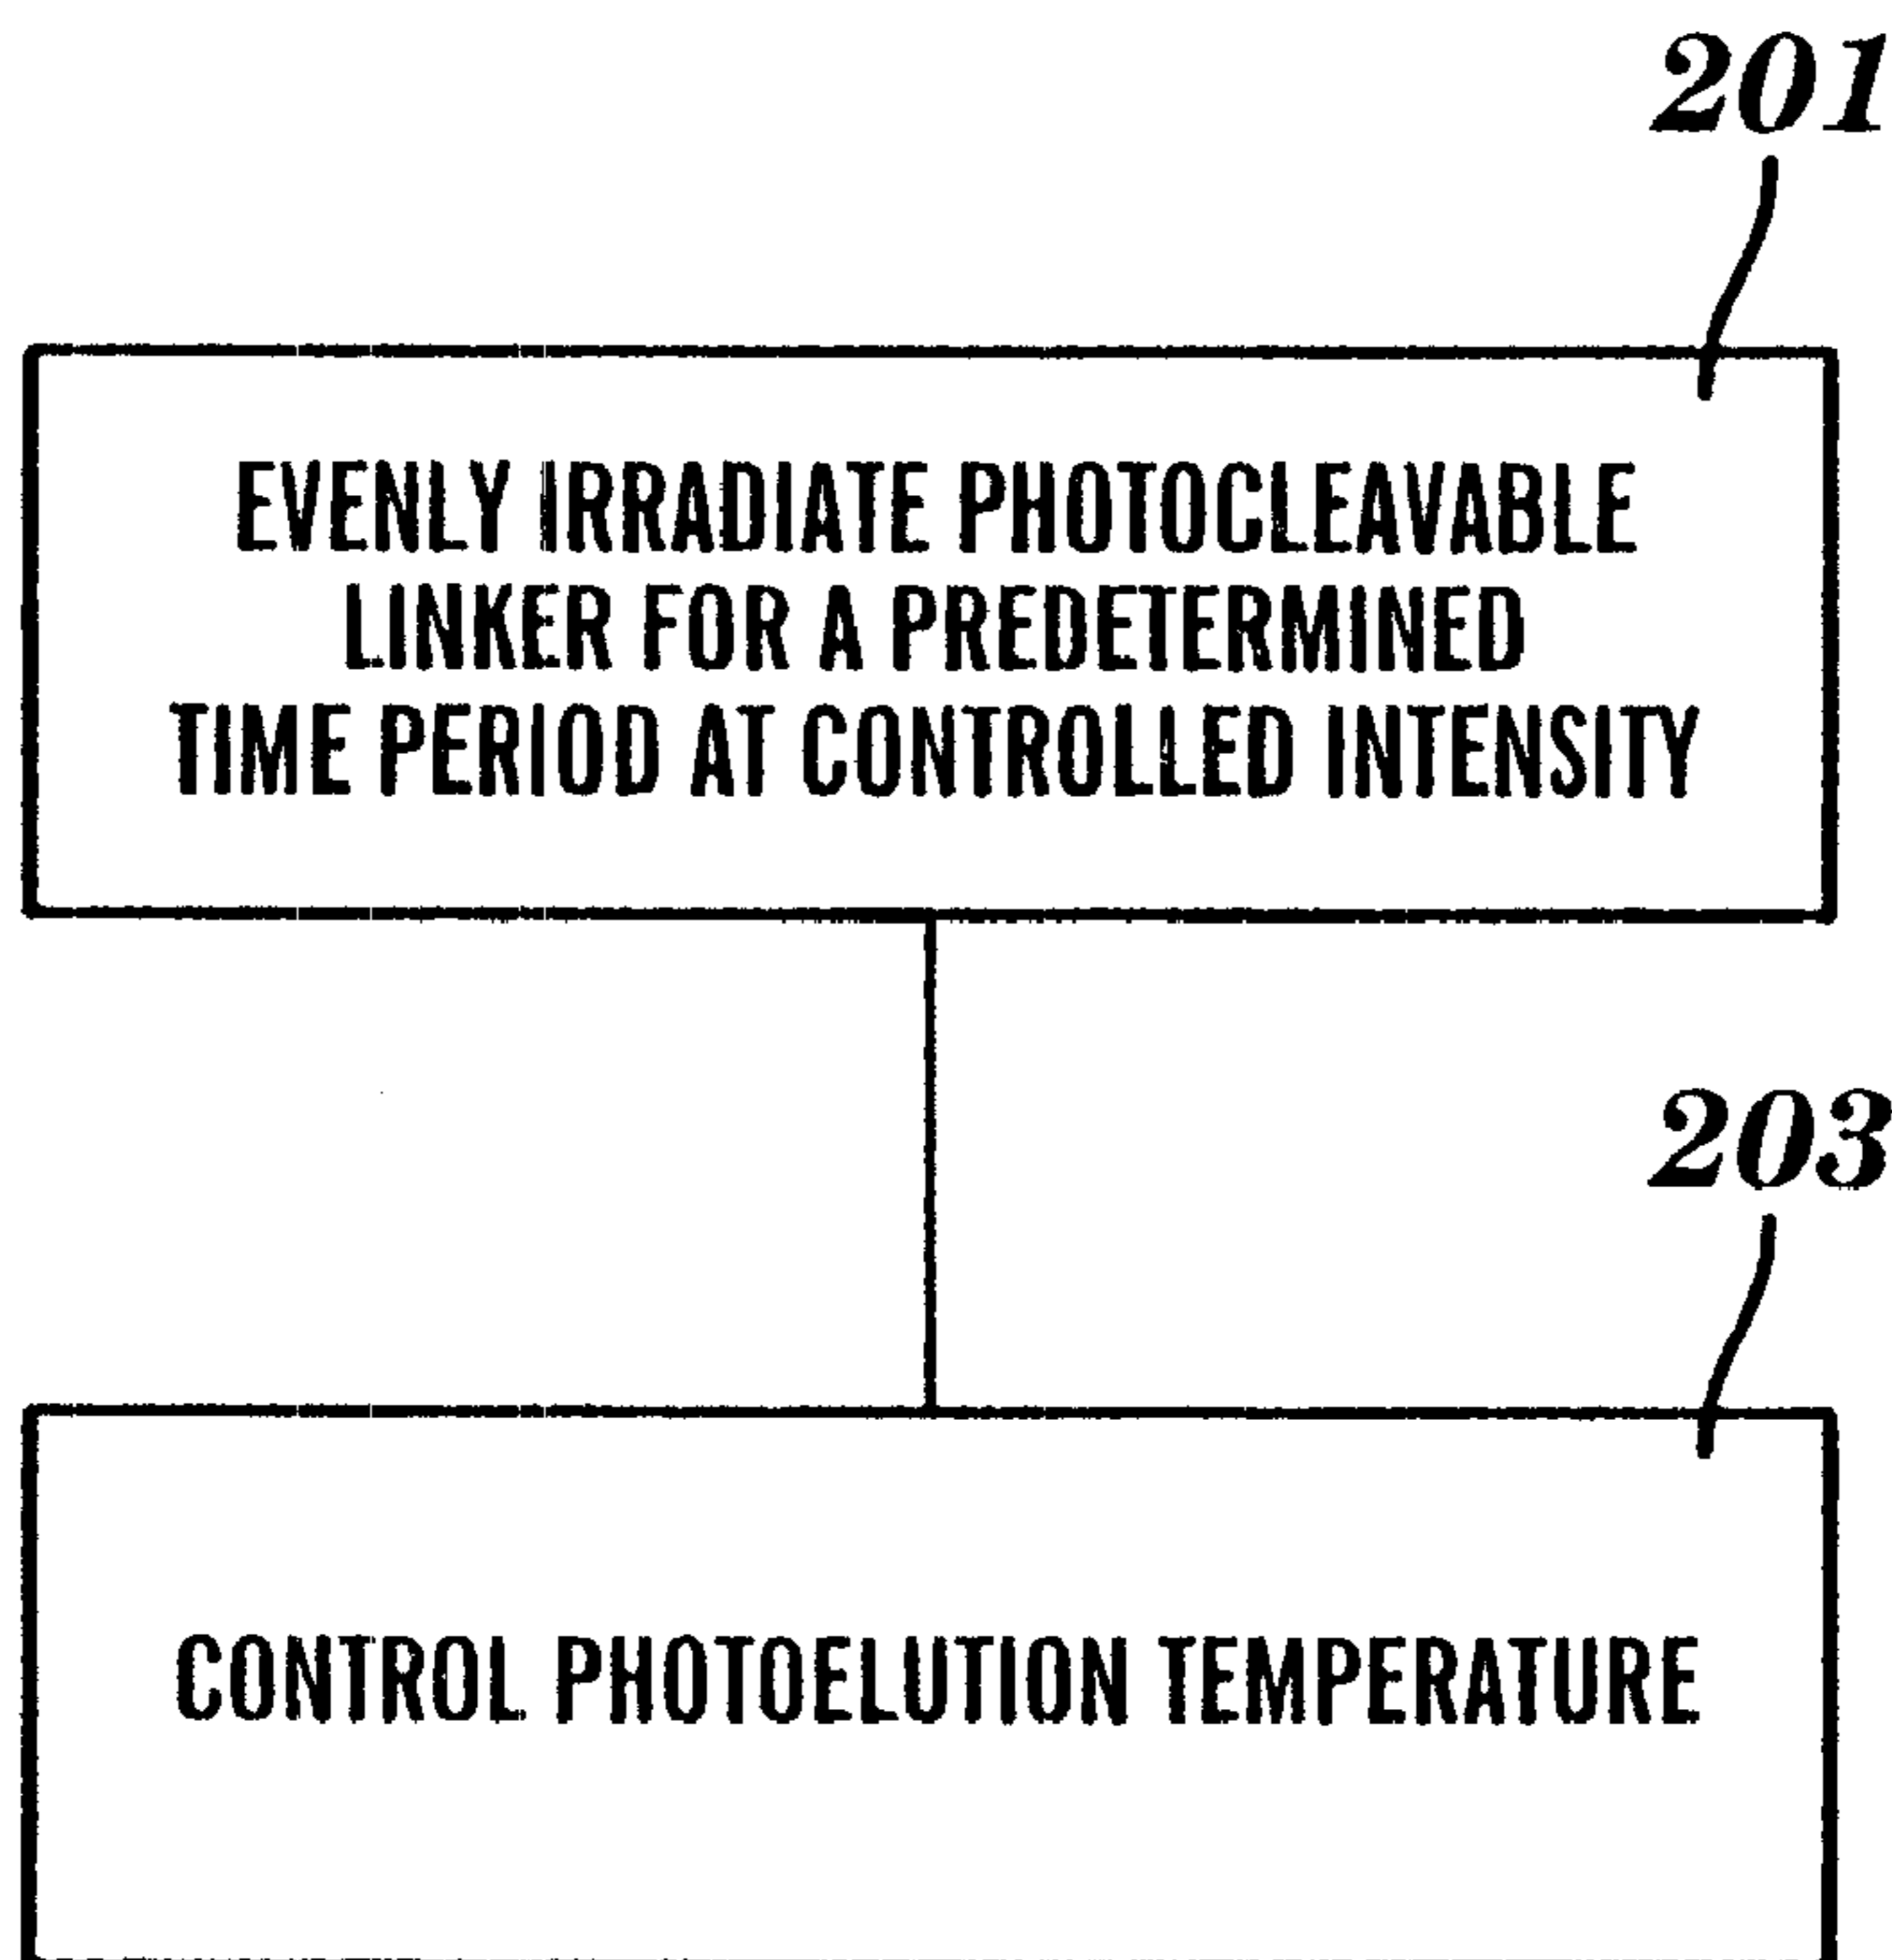 201
EVENLY IRRADIATE PHOTOCLEAVABLE
LINKER FOR A PREDETERMINED
TIME PERIOD AT CONTROLLED INTENSITY
203
CONTROL PHOTOELUTION TEMPERATURE